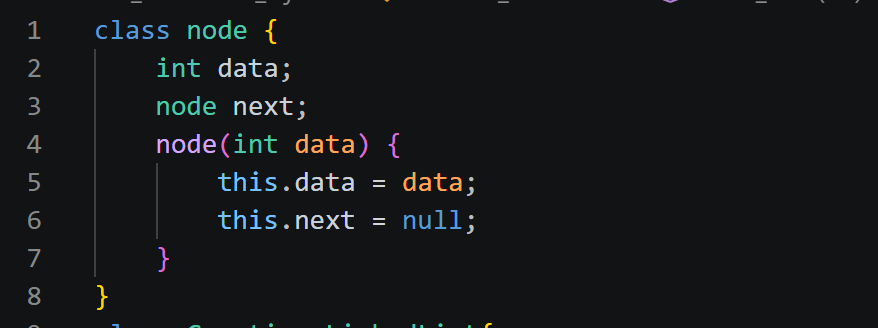 1 class node {
2     int data;
3     node next;
4     node(int data) {
5         this.data = data;
6         this.next = null;
7     }
8 }